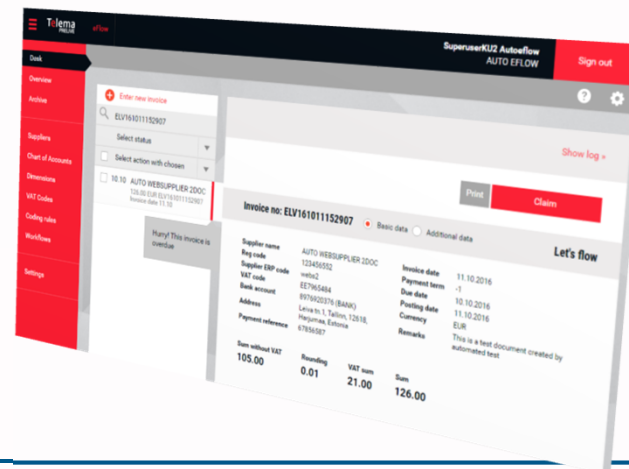 Telema
PRELIVE
eFlow
SuperuserKU2 Autoeflow
AUTO EFLOW
Sign out
Desk
Overview
Archive
Suppliers
Chart of Accounts
Dimensions
VAT Codes
Coding rules
Workflows
Settings
Enter new invoice
ELV161011152907
Select status
Select action with chosen
10.10 AUTO WEBSUPPLIER 2DOC
126.00 EUR ELV161011152907
Invoice date 11.10
Hurry! This invoice is
overdue
Show log »
Print
Claim
Invoice no: ELV161011152907 Basic data Additional data
Let's flow
Supplier name AUTO WEBSUPPLIER 2DOC
Reg code 123456552
Supplier ERP code webs2
VAT code EE7965484
Bank account 8976920376 (BANK)
Address Leiva tn.1, Tallinn, 12618,
Harjumaa, Estonia
Payment reference 67856587
Invoice date 11.10.2016
Payment term -1
Due date 10.10.2016
Posting date 11.10.2016
Currency EUR
Remarks This is a test document created by
automated test
Sum without VAT Rounding VAT sum Sum
105.00 0.01 21.00 126.00